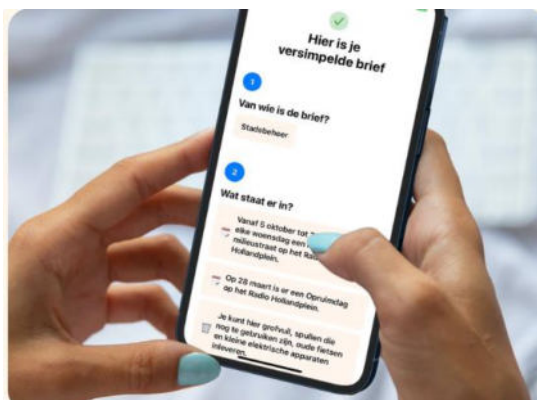 Hier is je
versimpelde brief
1
Van wie is de brief?
Stadsbeheer
2
Wat staat er in?
Vanaf 5 oktober tot
elke woensdag een
milieustraat op het
Hollandplein.
Op 28 maart is er een Opruimdag
op het Radio Hollandplein.
Je kunt hier grofvuil, spullen die
nog te gebruiken zijn, oude fietsen
en kleine elektrische apparaten
inleveren.